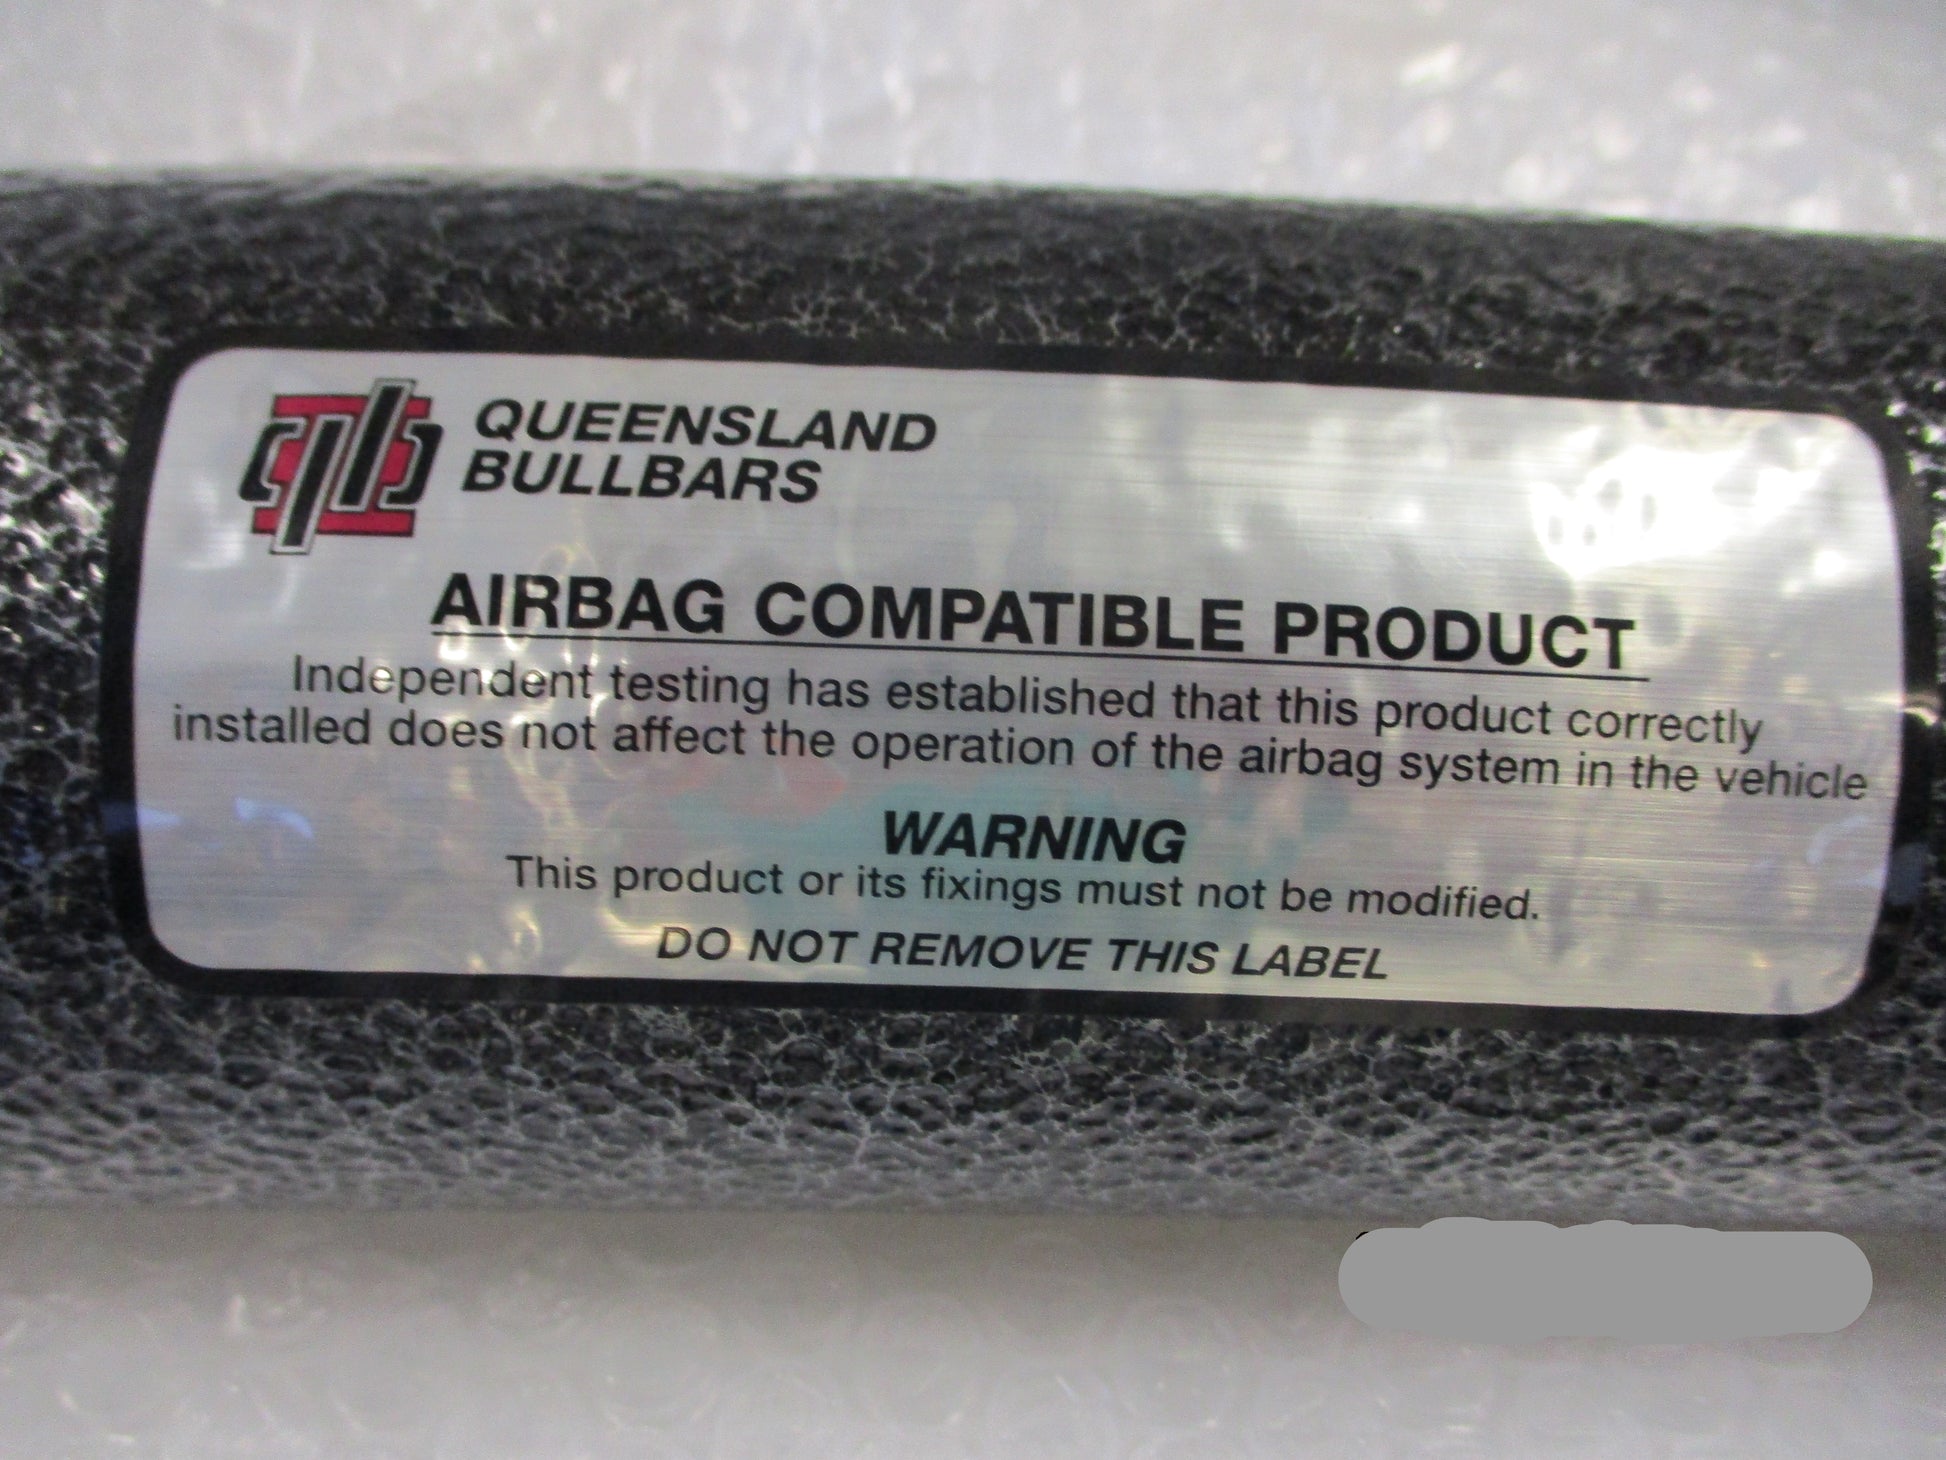 qb
QUEENSLAND
BULLBARS
AIRBAG COMPATIBLE PRODUCT
Independent testing has established that this product correctly
installed does not affect the operation of the airbag system in the vehicle
WARNING
This product or its fixings must not be modified.
DO NOT REMOVE THIS LABEL